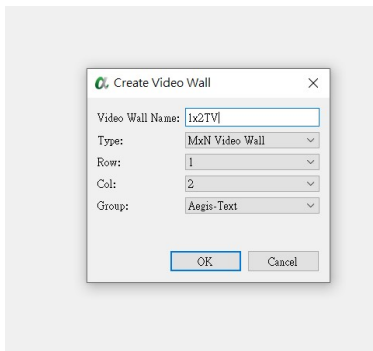 Create Video Wall
Video Wall Name: 1x2TV
Type: MxN Video Wall
Row: 1
Col: 2
Group: Aegis-Text
OK Cancel